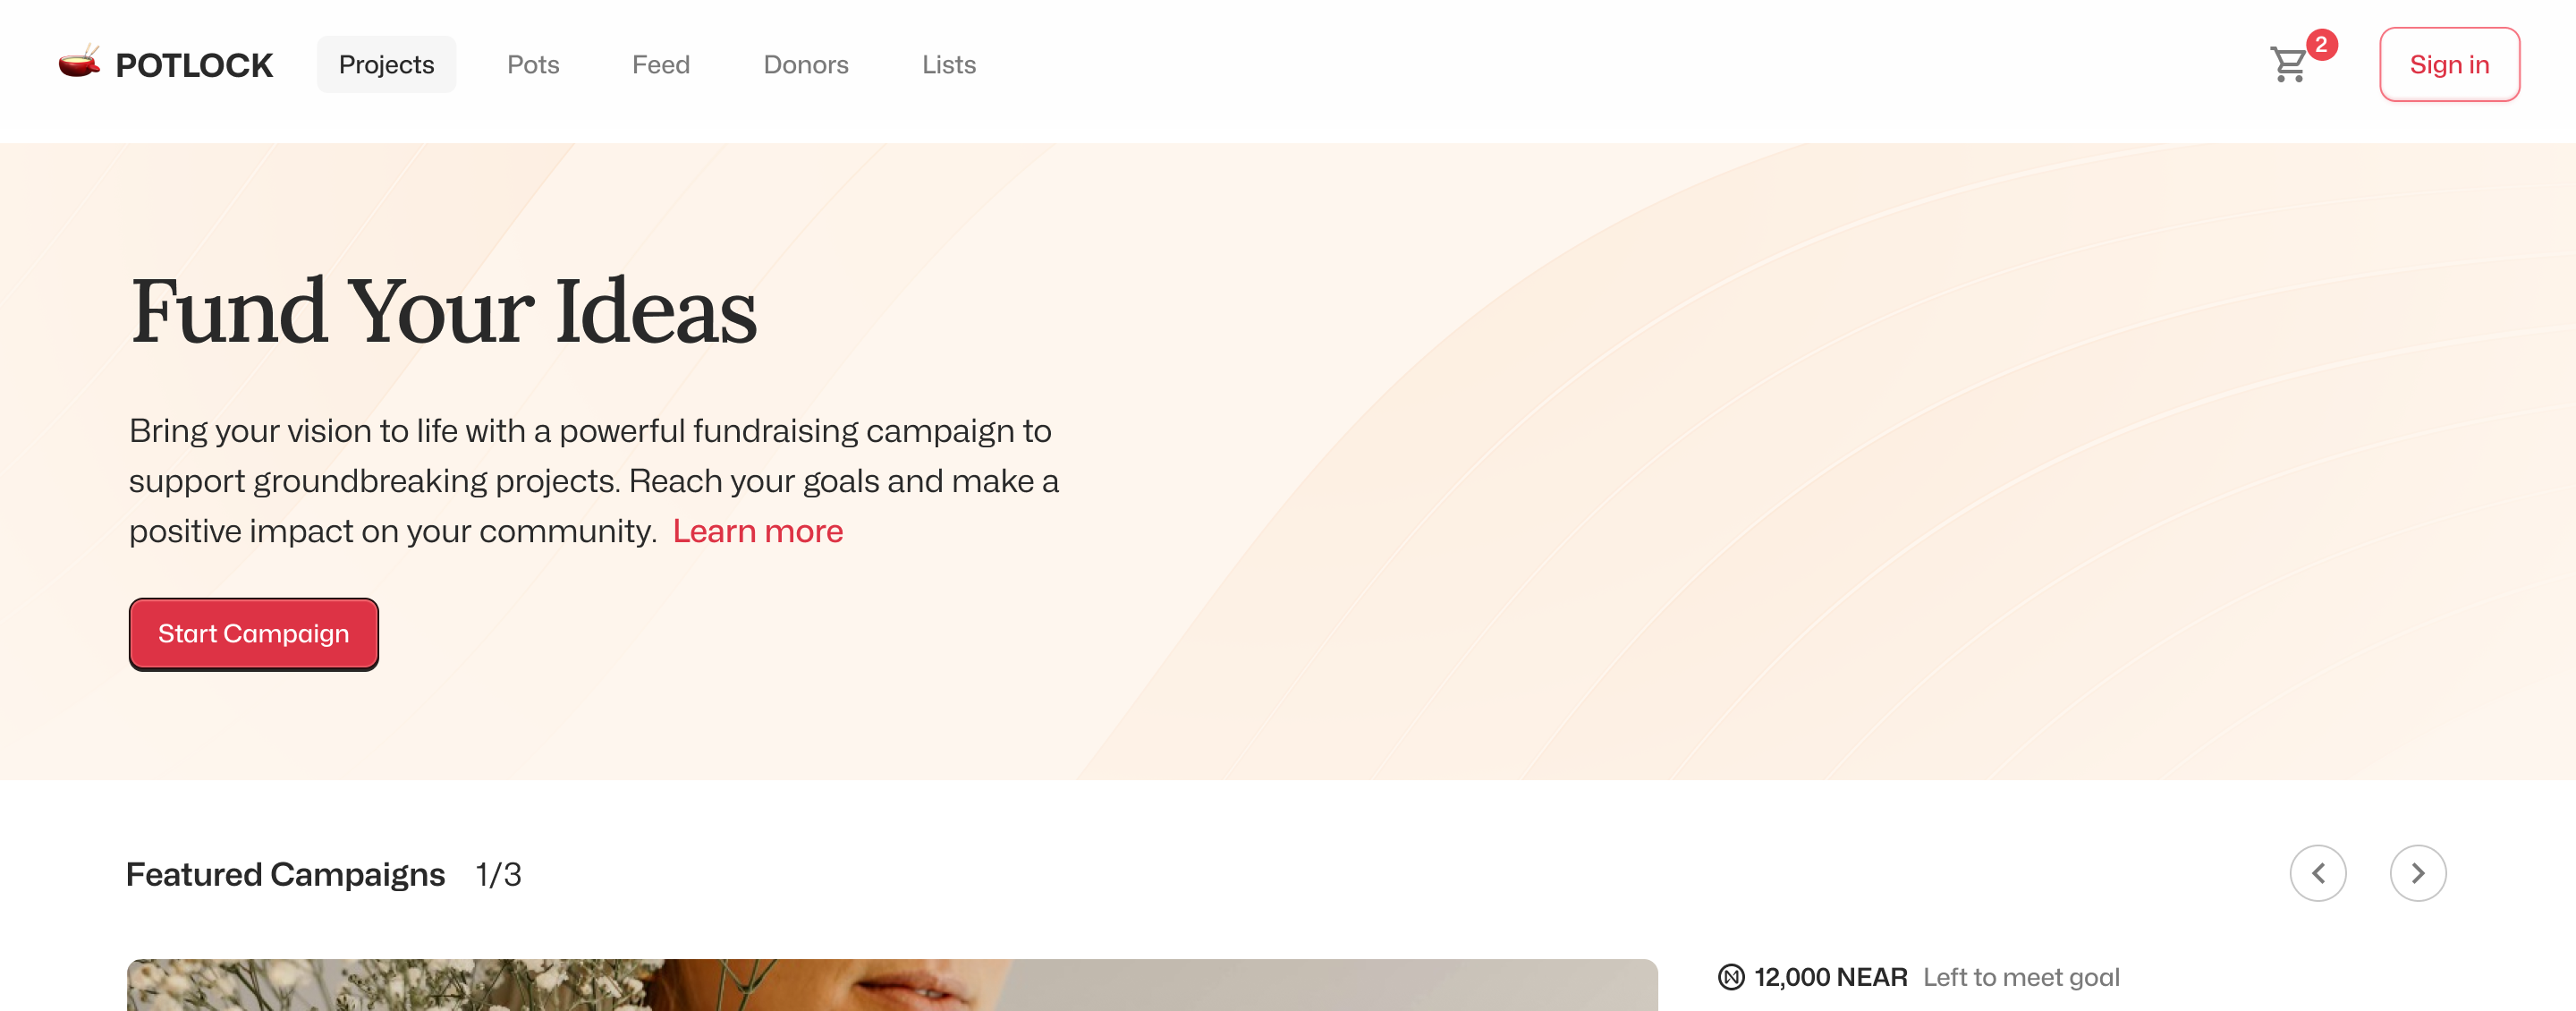 POTLOCK
Projects
Pots
Feed
Donors
Lists
2
Sign in
Fund Your Ideas
Bring your vision to life with a powerful fundraising campaign to
support groundbreaking projects. Reach your goals and make a
positive impact on your community. Learn more
Start Campaign
Featured Campaigns 1/3
12,000 NEAR Left to meet goal